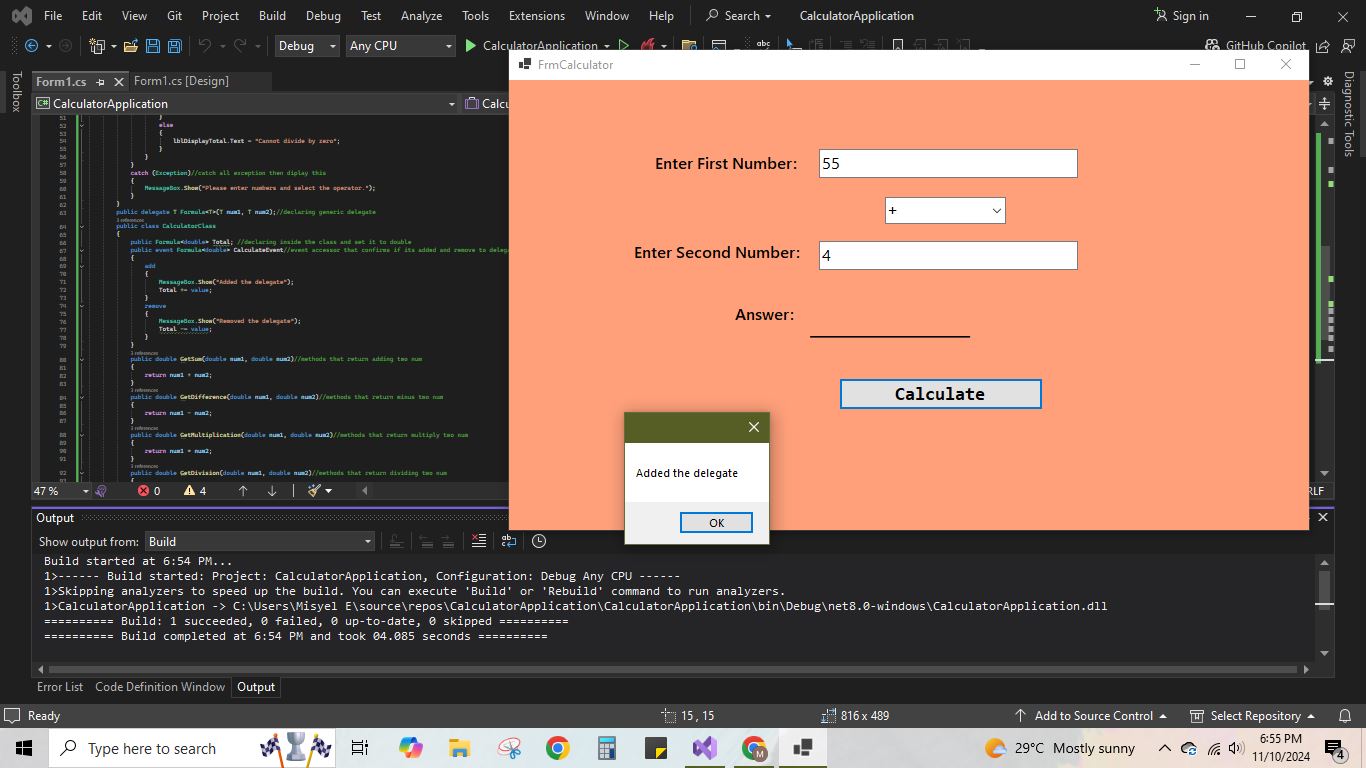 File Edit View Git Project Build Debug Test Analyze Tools Extensions Window Help Search CalculatorApplication Sign in
Debug Any CPU CalculatorApplication GitHub Copilot
Toolbox
Form1.cs Form1.cs [Design]
C# CalculatorApplication Calcu
Diagnostic Tools
51 }
52 else
53 {
54 lblDisplayTotal.Text = "Cannot divide by zero";
55 }
56 }
57 }
58 catch (Exception)//catch all exception then diplay this
59 {
60 MessageBox.Show("Please enter numbers and select the operator.");
61 }
62 }
63 public delegate T Formula<T>(T num1, T num2);//declaring generic delegate
3 references
64 public class CalculatorClass
65 {
66 public Formula<double> Total; //declaring inside the class and set it to double
67 public event Formula<double> CalculateEvent//event accessor that confirms if its added and remove to deleg
68 {
69 add
70 {
71 MessageBox.Show("Added the delegate");
72 Total += value;
73 }
74 remove
75 {
76 MessageBox.Show("Removed the delegate");
77 Total -= value;
78 }
79 }
3 references
80 public double GetSum(double num1, double num2)//methods that return adding two num
81 {
82 return num1 + num2;
83 }
3 references
84 public double GetDifference(double num1, double num2)//methods that return minus two num
85 {
86 return num1 - num2;
87 }
3 references
88 public double GetMultiplication(double num1, double num2)//methods that return multiply two num
89 {
90 return num1 * num2;
91 }
3 references
92 public double GetDivision(double num1, double num2)//methods that return dividing two num
{
47 % 0 4
RLF
FrmCalculator
Enter First Number: 55
+
Enter Second Number: 4
Answer:
Calculate
Added the delegate
OK
Output
Show output from: Build
Build started at 6:54 PM...
1>------ Build started: Project: CalculatorApplication, Configuration: Debug Any CPU ------
1>Skipping analyzers to speed up the build. You can execute 'Build' or 'Rebuild' command to run analyzers.
1>CalculatorApplication -> C:\Users\Misyel E\source\repos\CalculatorApplication\CalculatorApplication\bin\Debug\net8.0-windows\CalculatorApplication.dll
========== Build: 1 succeeded, 0 failed, 0 up-to-date, 0 skipped ==========
========== Build completed at 6:54 PM and took 04.085 seconds ==========
Error List Code Definition Window Output
Ready 15 , 15 816 x 489 Add to Source Control Select Repository
Type here to search
M
29°C Mostly sunny
6:55 PM
11/10/2024
4